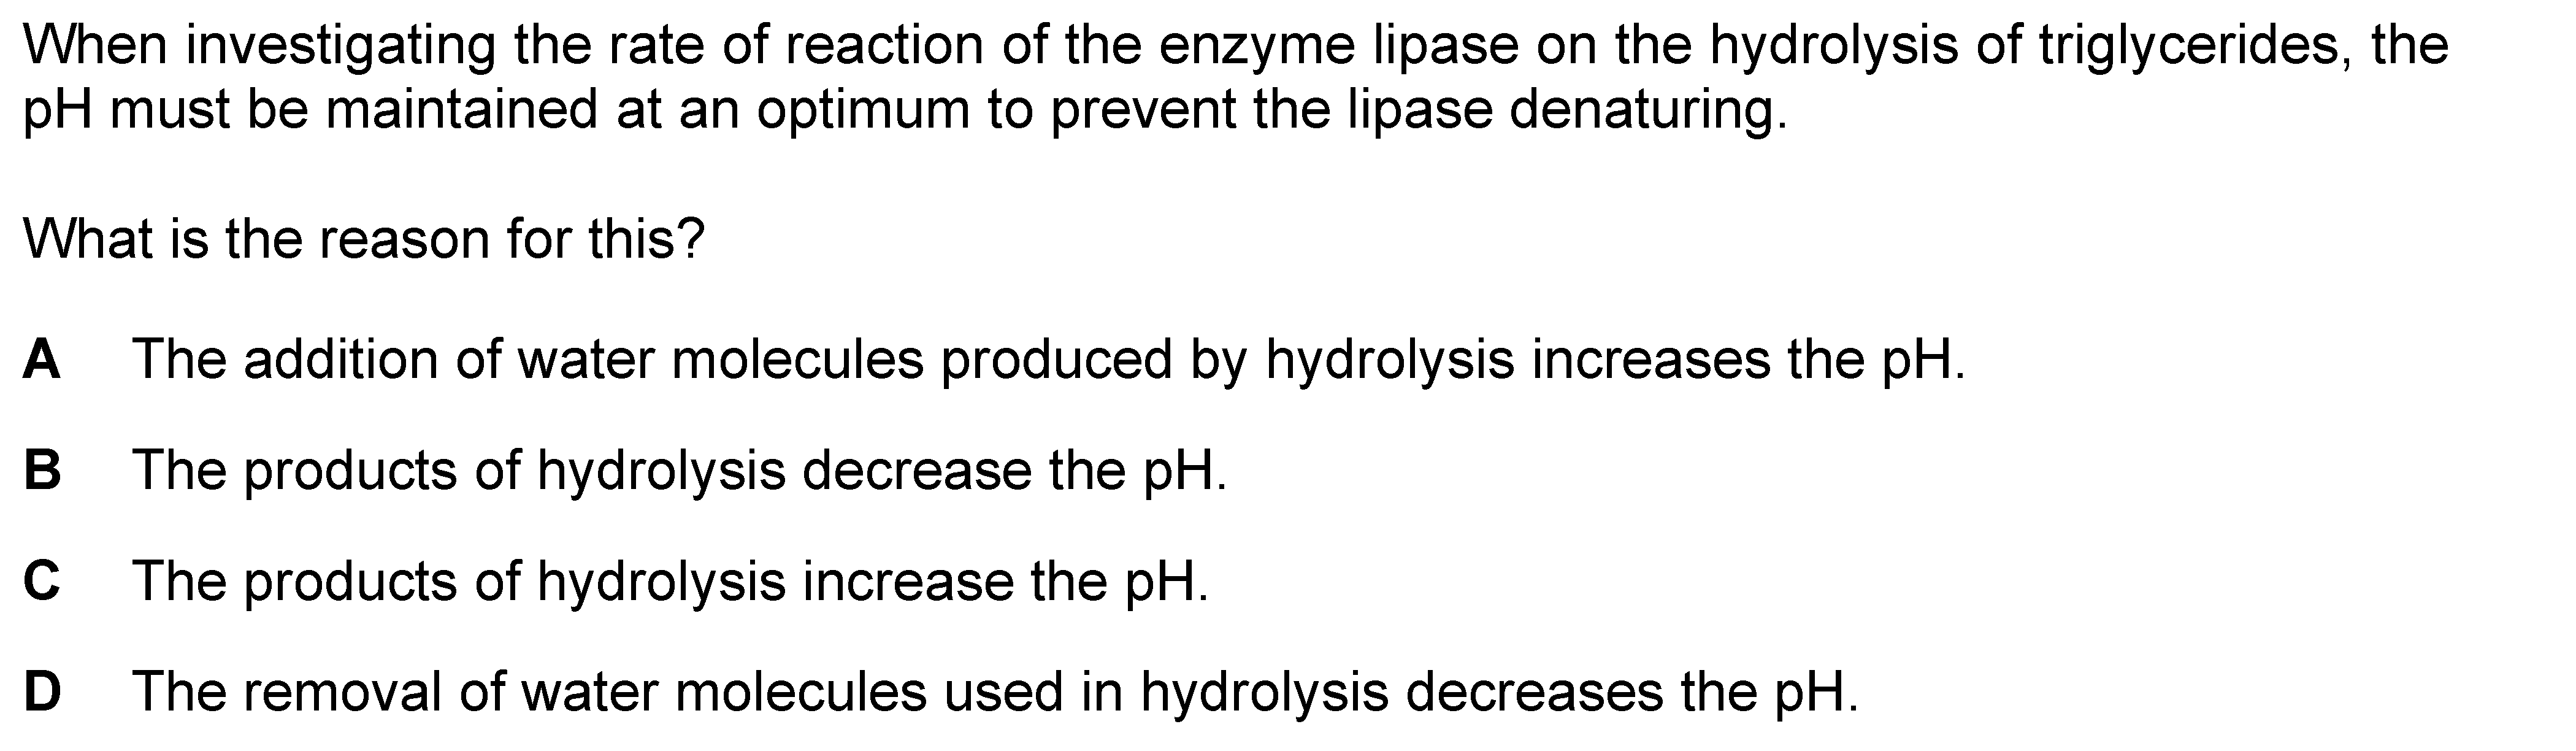 When investigating the rate of reaction of the enzyme lipase on the hydrolysis of triglycerides, the
pH must be maintained at an optimum to prevent the lipase denaturing.
What is the reason for this?
A The addition of water molecules produced by hydrolysis increases the pH.
B The products of hydrolysis decrease the pH.
C The products of hydrolysis increase the pH.
D The removal of water molecules used in hydrolysis decreases the pH.